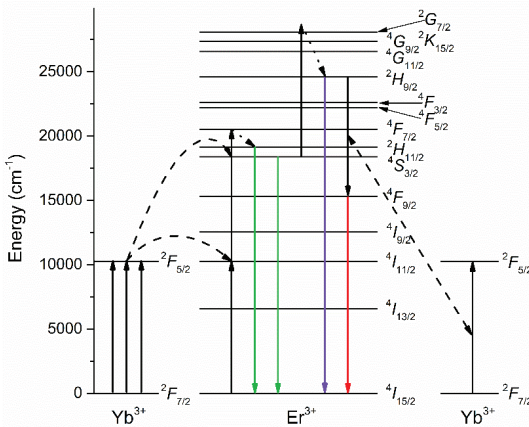 Energy (cm⁻¹)
25000
20000
15000
10000
5000
0
²F₅/₂
²F₇/₂
Yb³⁺
²G₇/₂
⁴G₉/₂ ²K₁₅/₂
⁴G₁₁/₂
²H₉/₂
⁴F₃/₂
⁴F₅/₂
⁴F₇/₂
²H₁₁/₂
⁴S₃/₂
⁴F₉/₂
⁴I₉/₂
⁴I₁₁/₂
⁴I₁₃/₂
⁴I₁₅/₂
Er³⁺
²F₅/₂
²F₇/₂
Yb³⁺